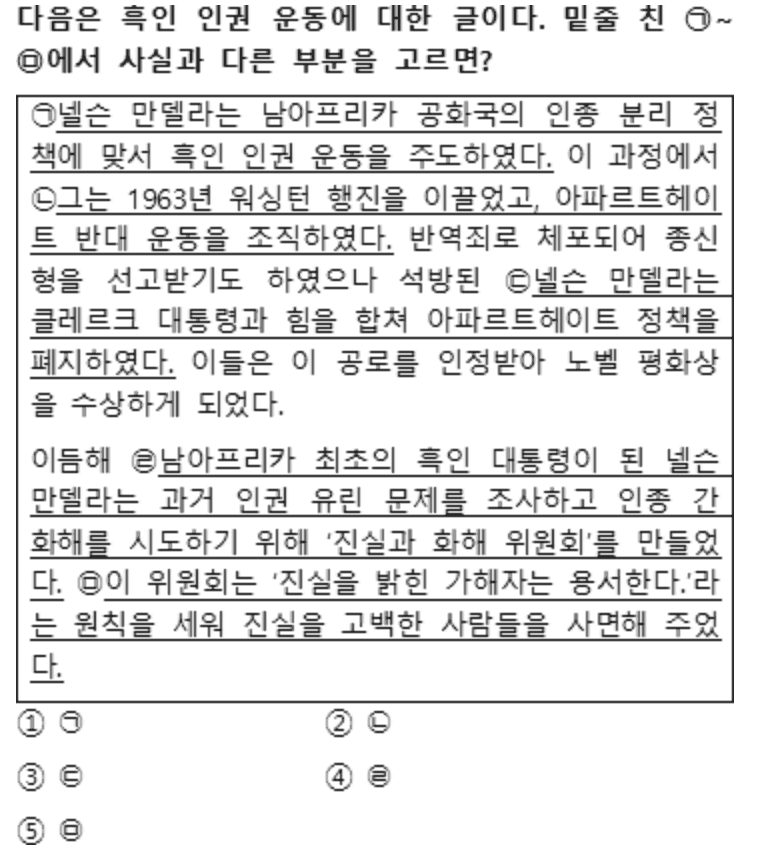 다음은 흑인 인권 운동에 대한 글이다. 밑줄 친 ㉠~
㉤에서 사실과 다른 부분을 고르면?
㉠넬슨 만델라는 남아프리카 공화국의 인종 분리 정
책에 맞서 흑인 인권 운동을 주도하였다. 이 과정에서
㉡그는 1963년 워싱턴 행진을 이끌었고, 아파르트헤이
트 반대 운동을 조직하였다. 반역죄로 체포되어 종신
형을 선고받기도 하였으나 석방된 ㉢넬슨 만델라는
클레르크 대통령과 힘을 합쳐 아파르트헤이트 정책을
폐지하였다. 이들은 이 공로를 인정받아 노벨 평화상
을 수상하게 되었다.
이듬해 ㉣남아프리카 최초의 흑인 대통령이 된 넬슨
만델라는 과거 인권 유린 문제를 조사하고 인종 간
화해를 시도하기 위해 ‘진실과 화해 위원회’를 만들었
다. ㉤이 위원회는 ‘진실을 밝힌 가해자는 용서한다.’라
는 원칙을 세워 진실을 고백한 사람들을 사면해 주었
다.
① ㉠ ② ㉡
③ ㉢ ④ ㉣
⑤ ㉤